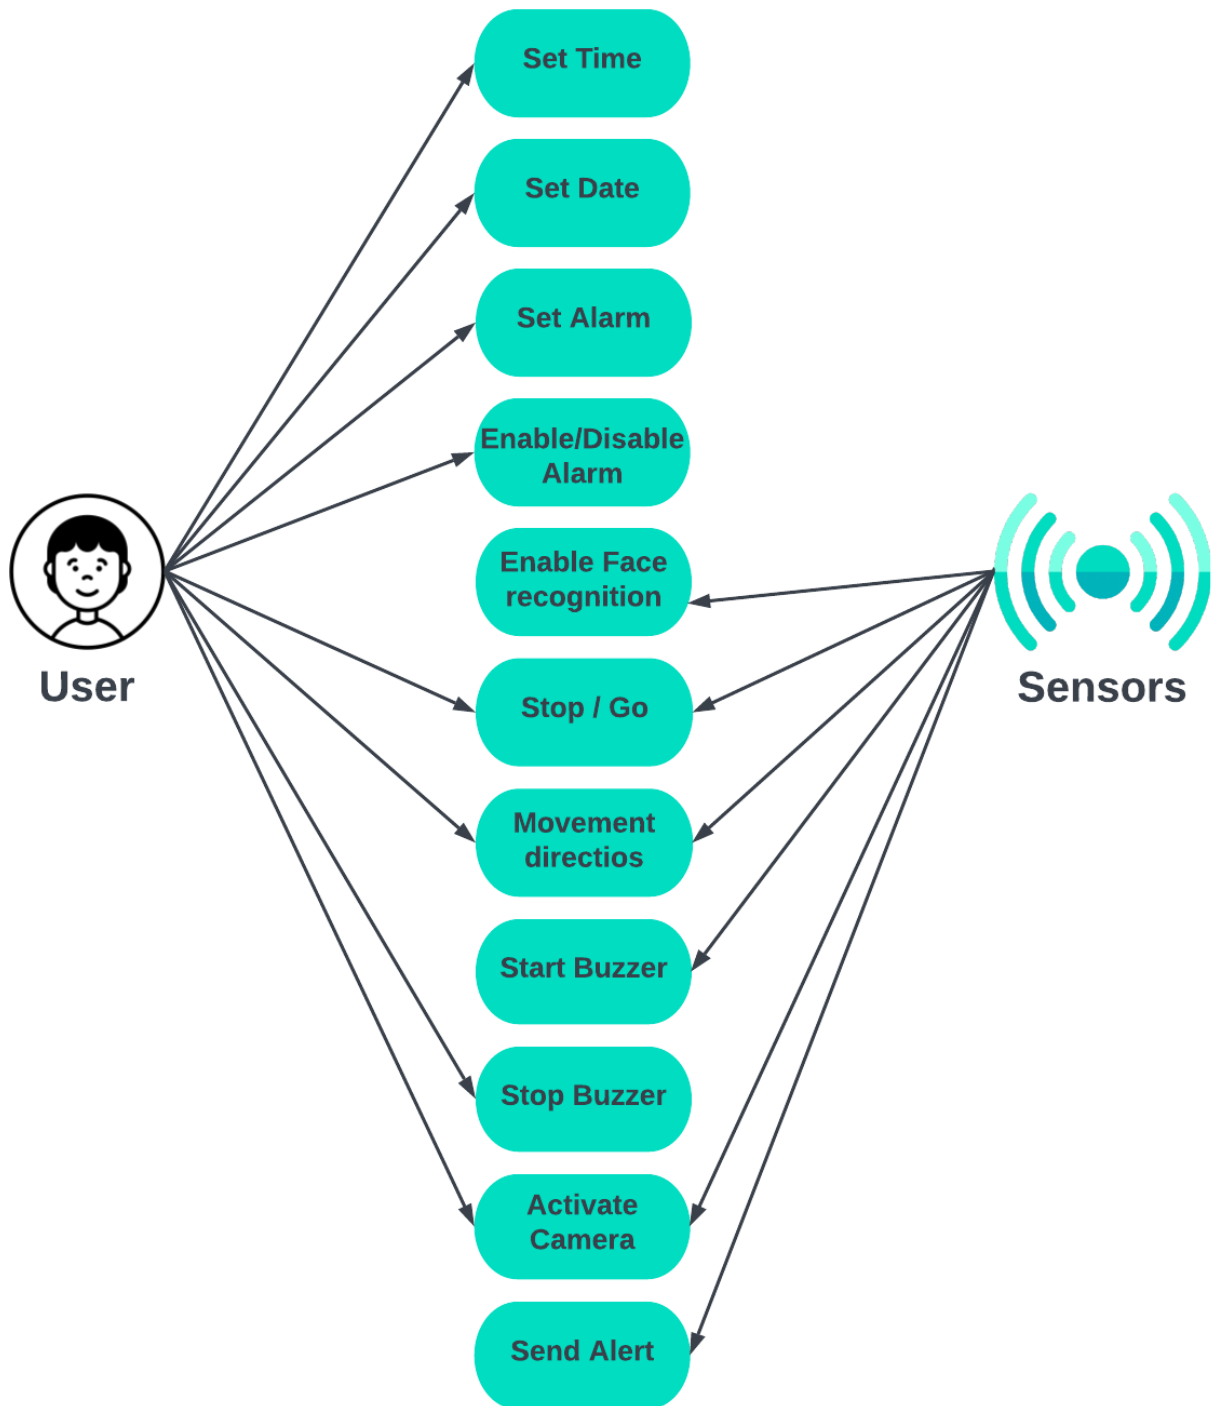 Set Time
Set Date
Set Alarm
Enable/Disable
Alarm
Enable Face
recognition
User
Sensors
Stop / Go
Movement
directios
Start Buzzer
Stop Buzzer
Activate
Camera
Send Alert